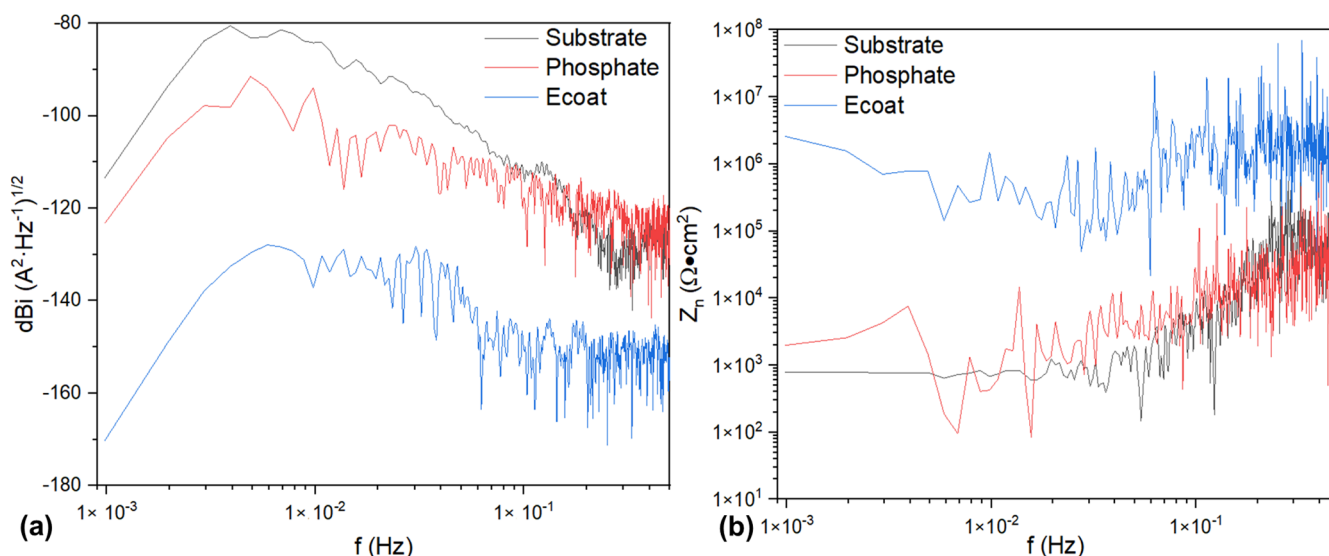 -80
-100
-120
-140
-160
-180
dBi (A²·Hz⁻¹)¹ᐟ²
Substrate
Phosphate
Ecoat
1× 10⁻³
1× 10⁻²
1× 10⁻¹
f (Hz)
(a)
1×10⁸
1×10⁷
1×10⁶
1×10⁵
1×10⁴
1×10³
1×10²
1×10¹
Zₙ (Ω•cm²)
Substrate
Phosphate
Ecoat
1× 10⁻³
1× 10⁻²
1× 10⁻¹
f (Hz)
(b)